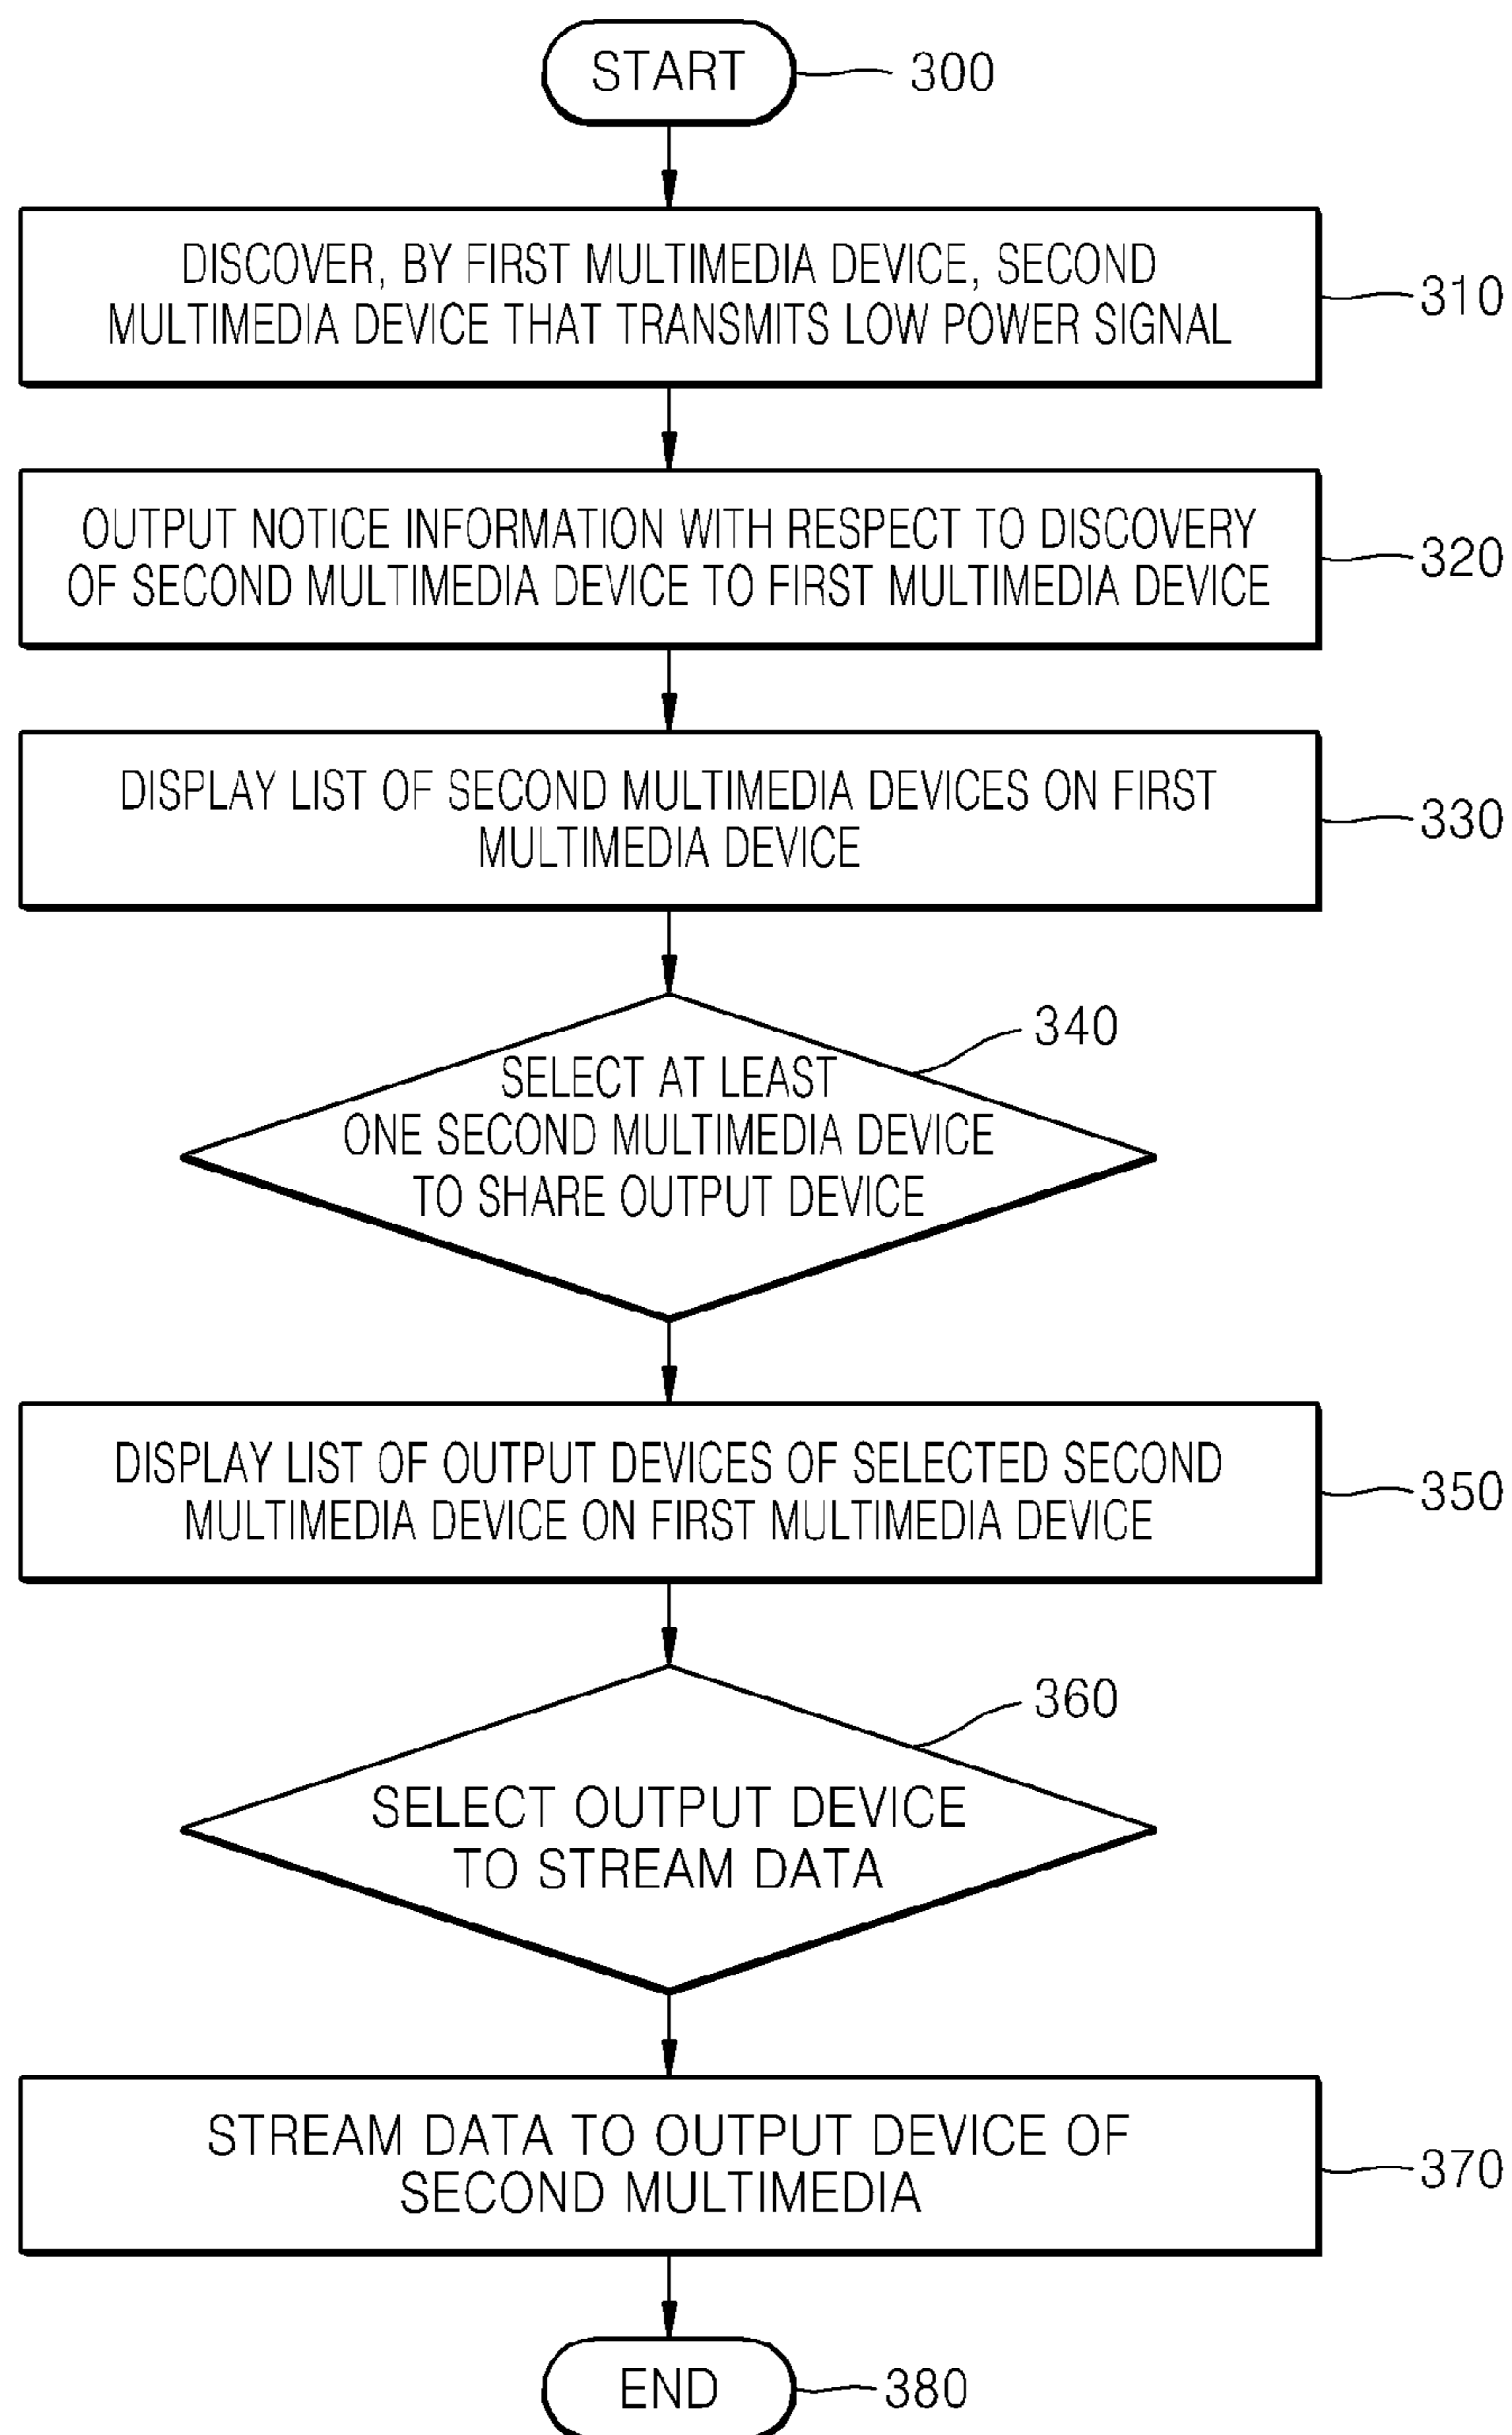 START
300
DISCOVER, BY FIRST MULTIMEDIA DEVICE, SECOND
MULTIMEDIA DEVICE THAT TRANSMITS LOW POWER SIGNAL
310
OUTPUT NOTICE INFORMATION WITH RESPECT TO DISCOVERY
OF SECOND MULTIMEDIA DEVICE TO FIRST MULTIMEDIA DEVICE
320
DISPLAY LIST OF SECOND MULTIMEDIA DEVICES ON FIRST
MULTIMEDIA DEVICE
330
340
SELECT AT LEAST
ONE SECOND MULTIMEDIA DEVICE
TO SHARE OUTPUT DEVICE
DISPLAY LIST OF OUTPUT DEVICES OF SELECTED SECOND
MULTIMEDIA DEVICE ON FIRST MULTIMEDIA DEVICE
350
360
SELECT OUTPUT DEVICE
TO STREAM DATA
STREAM DATA TO OUTPUT DEVICE OF
SECOND MULTIMEDIA
370
END
380